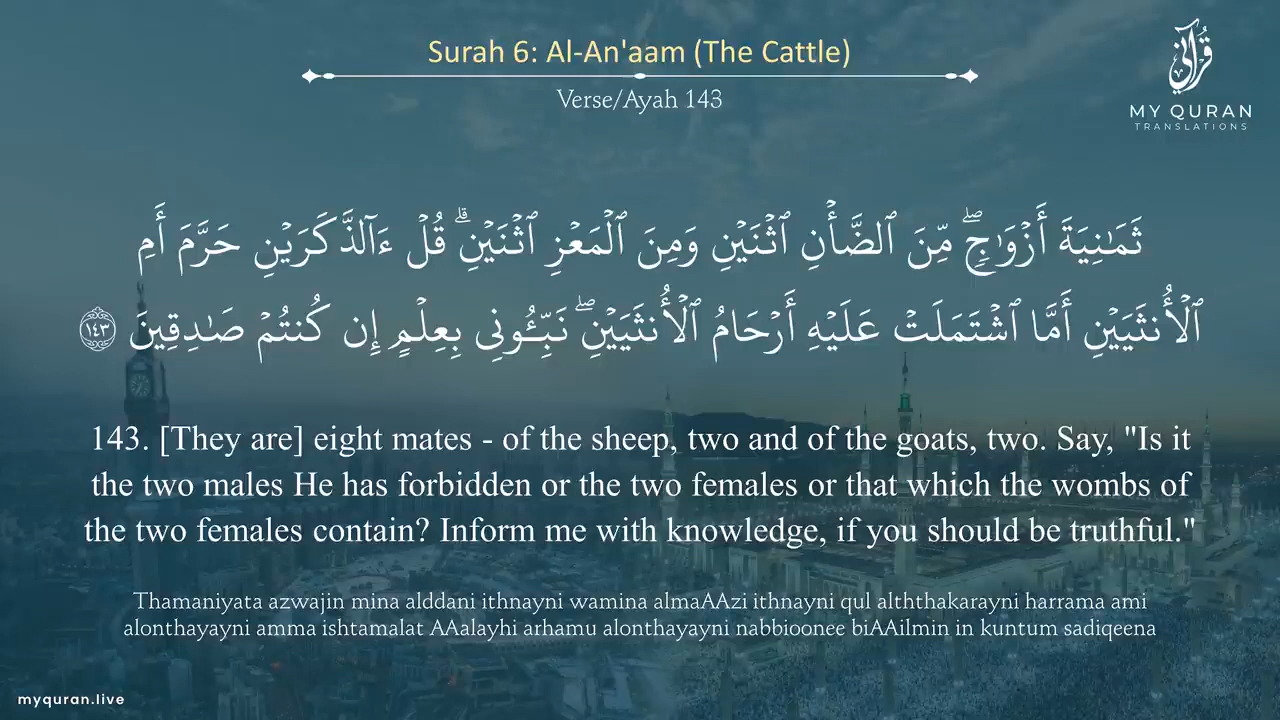 Surah 6: Al-An'aam (The Cattle)
Verse/Ayah 143
قُرْآنِي
MY QURAN
TRANSLATIONS
ثَمَـٰنِيَةَ أَزْوَٰجٍۢ ۖ مِّنَ ٱلضَّأْنِ ٱثْنَيْنِ وَمِنَ ٱلْمَعْزِ ٱثْنَيْنِ ۗ قُلْ ءَآلذَّكَرَيْنِ حَرَّمَ أَمِ
ٱلْأُنثَيَيْنِ أَمَّا ٱشْتَمَلَتْ عَلَيْهِ أَرْحَامُ ٱلْأُنثَيَيْنِ ۖ نَبِّـُٔونِى بِعِلْمٍ إِن كُنتُمْ صَـٰدِقِينَ ١٤٣
143. [They are] eight mates - of the sheep, two and of the goats, two. Say, "Is it
the two males He has forbidden or the two females or that which the wombs of
the two females contain? Inform me with knowledge, if you should be truthful."
Thamaniyata azwajin mina alddani ithnayni wamina almaAAzi ithnayni qul alththakarayni harrama ami
alonthayayni amma ishtamalat AAalayhi arhamu alonthayayni nabbioonee biAAilmin in kuntum sadiqeena
myquran.live